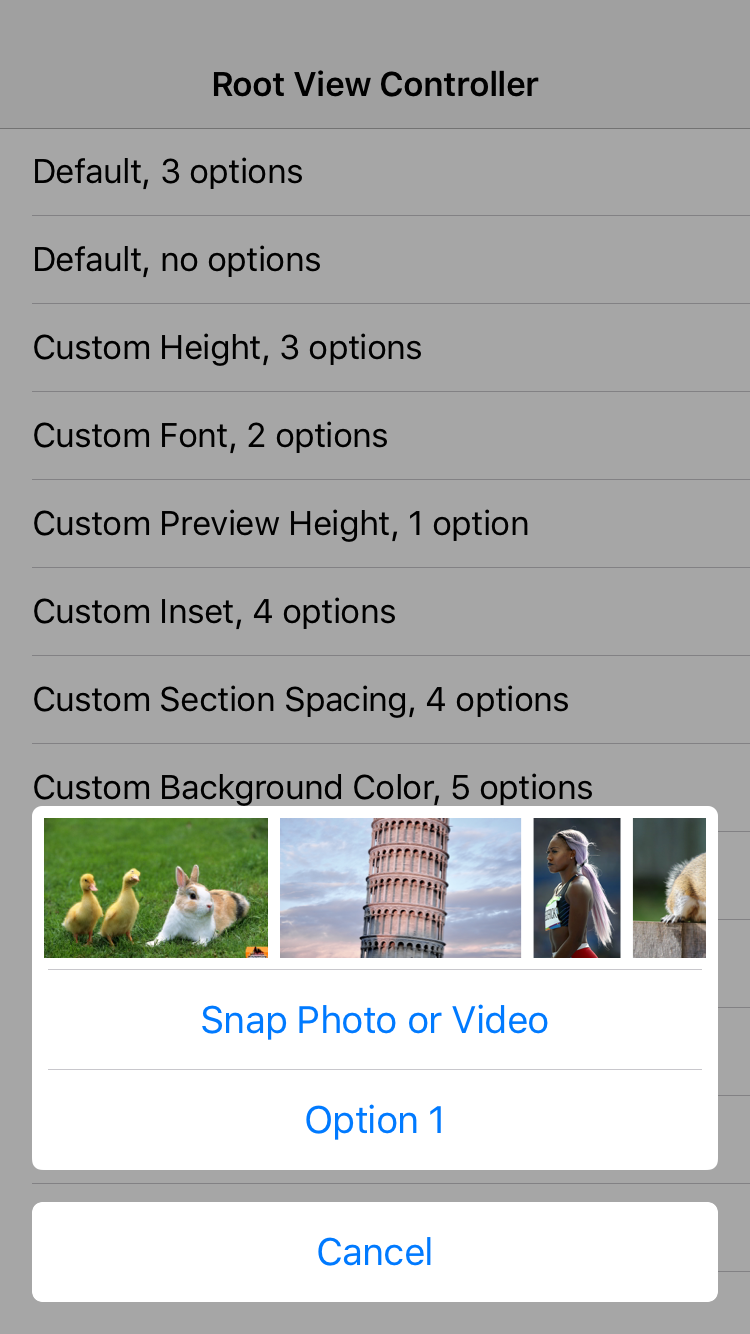 Root View Controller
Default, 3 options
Default, no options
Custom Height, 3 options
Custom Font, 2 options
Custom Preview Height, 1 option
Custom Inset, 4 options
Custom Section Spacing, 4 options
Custom Background Color, 5 options
Snap Photo or Video
Option 1
Cancel